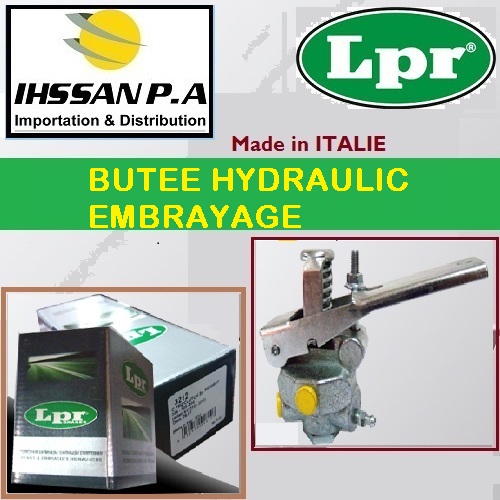 IHSSAN P.A
Importation & Distribution
Lpr®
Made in ITALIE
BUTEE HYDRAULIC
EMBRAYAGE
Lpr
Lpr